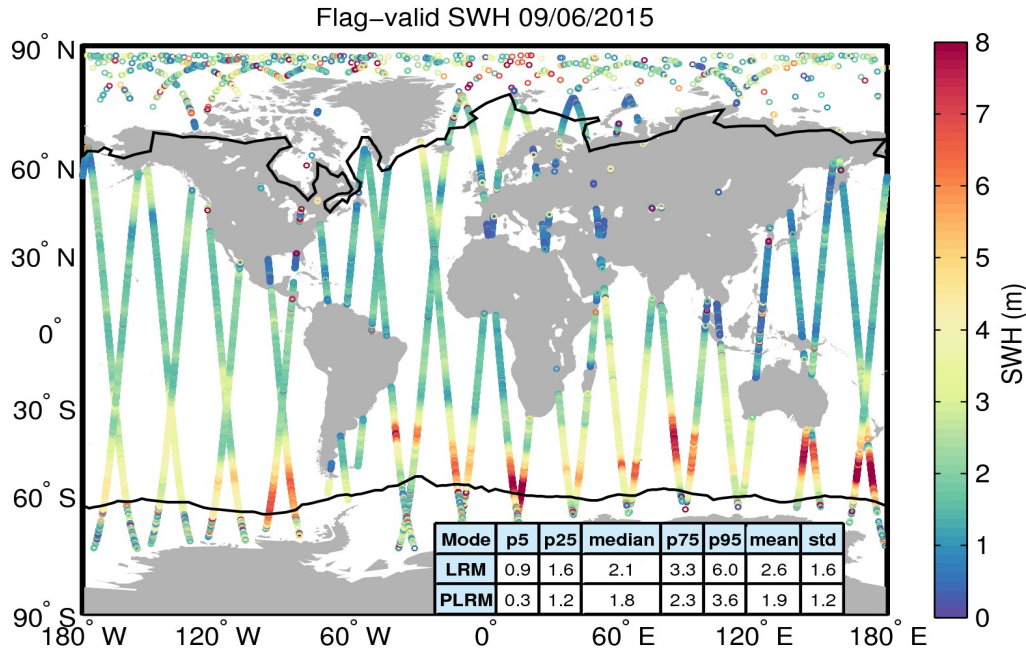 Flag−valid SWH 09/06/2015
90° N
60° N
30° N
0°
30° S
60° S
90° S
180° W
120° W
60° W
0°
60° E
120° E
180° E
Mode p5 p25 median p75 p95 mean std
LRM 0.9 1.6 2.1 3.3 6.0 2.6 1.6
PLRM 0.3 1.2 1.8 2.3 3.6 1.9 1.2
8
7
6
5
4
3
2
1
0
SWH (m)